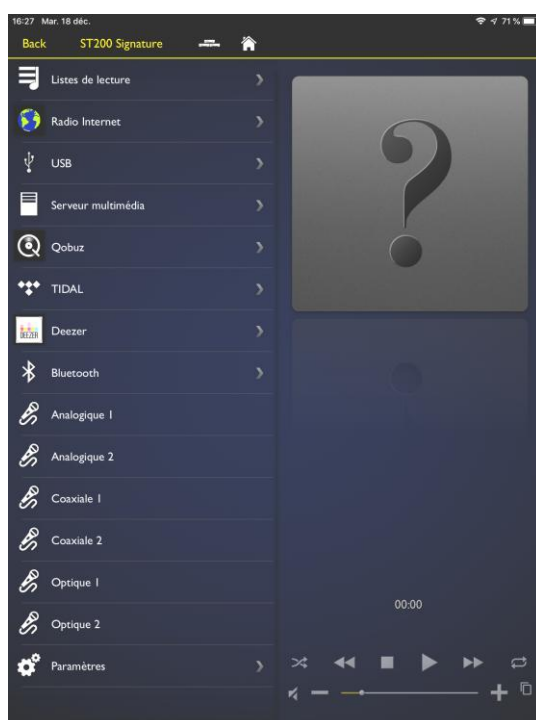 16:27 Mar. 18 déc. 71 %
Back ST200 Signature
Listes de lecture
Radio Internet
USB
Serveur multimédia
Qobuz
TIDAL
DEEZER Deezer
Bluetooth
Analogique 1
Analogique 2
Coaxiale 1
Coaxiale 2
Optique 1
Optique 2
Paramètres
?
00:00